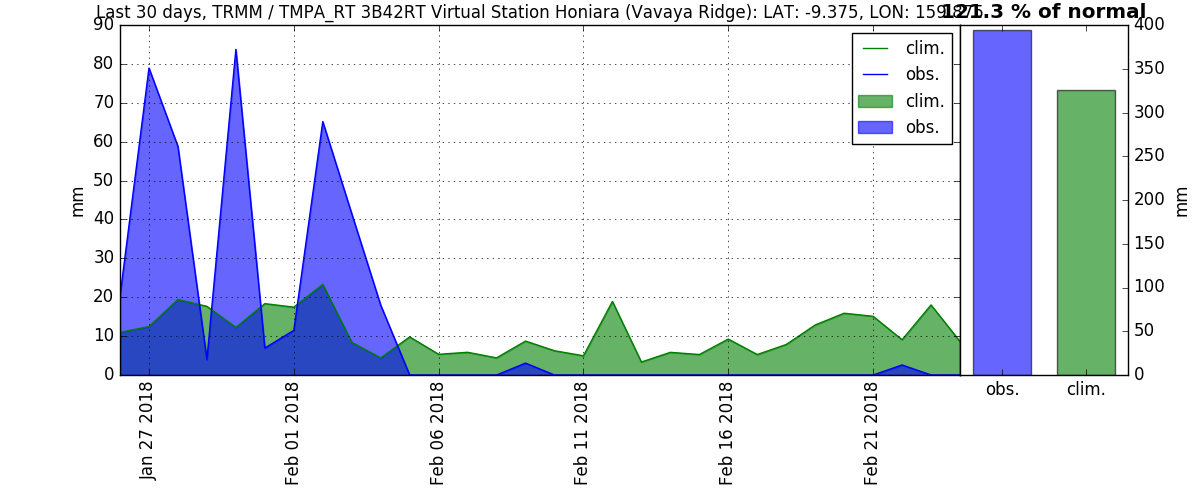 Last 30 days, TRMM / TMPA_RT 3B42RT Virtual Station Honiara (Vavaya Ridge): LAT: -9.375, LON:
121.3 % of normal
90
80
70
60
50
40
30
20
10
0
mm
clim.
obs.
clim.
obs.
Jan 27 2018
Feb 01 2018
Feb 06 2018
Feb 11 2018
Feb 16 2018
Feb 21 2018
400
350
300
250
200
150
100
50
0
mm
obs.
clim.